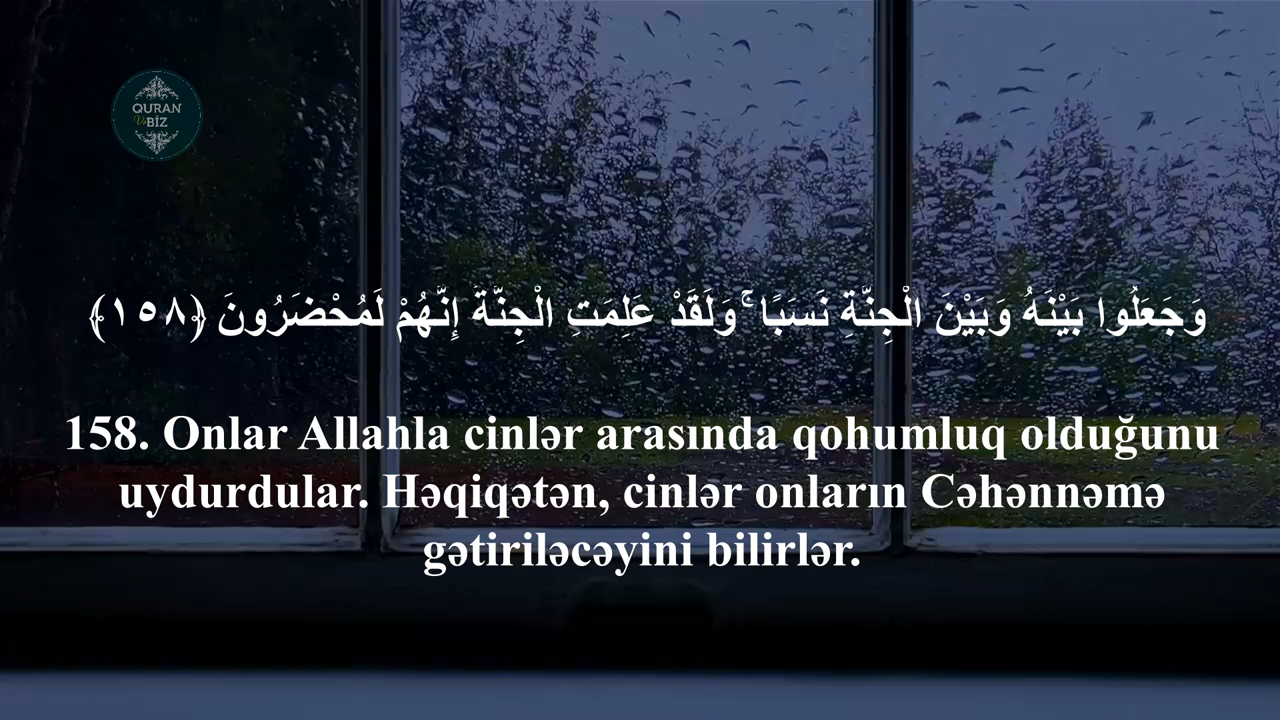 QURAN
Və BİZ
وَجَعَلُوا بَيْنَهُ وَبَيْنَ الْجِنَّةِ نَسَبًا ۚ وَلَقَدْ عَلِمَتِ الْجِنَّةُ إِنَّهُمْ لَمُحْضَرُونَ ﴿١٥٨﴾
158. Onlar Allahla cinlər arasında qohumluq olduğunu
uydurdular. Həqiqətən, cinlər onların Cəhənnəmə
gətiriləcəyini bilirlər.